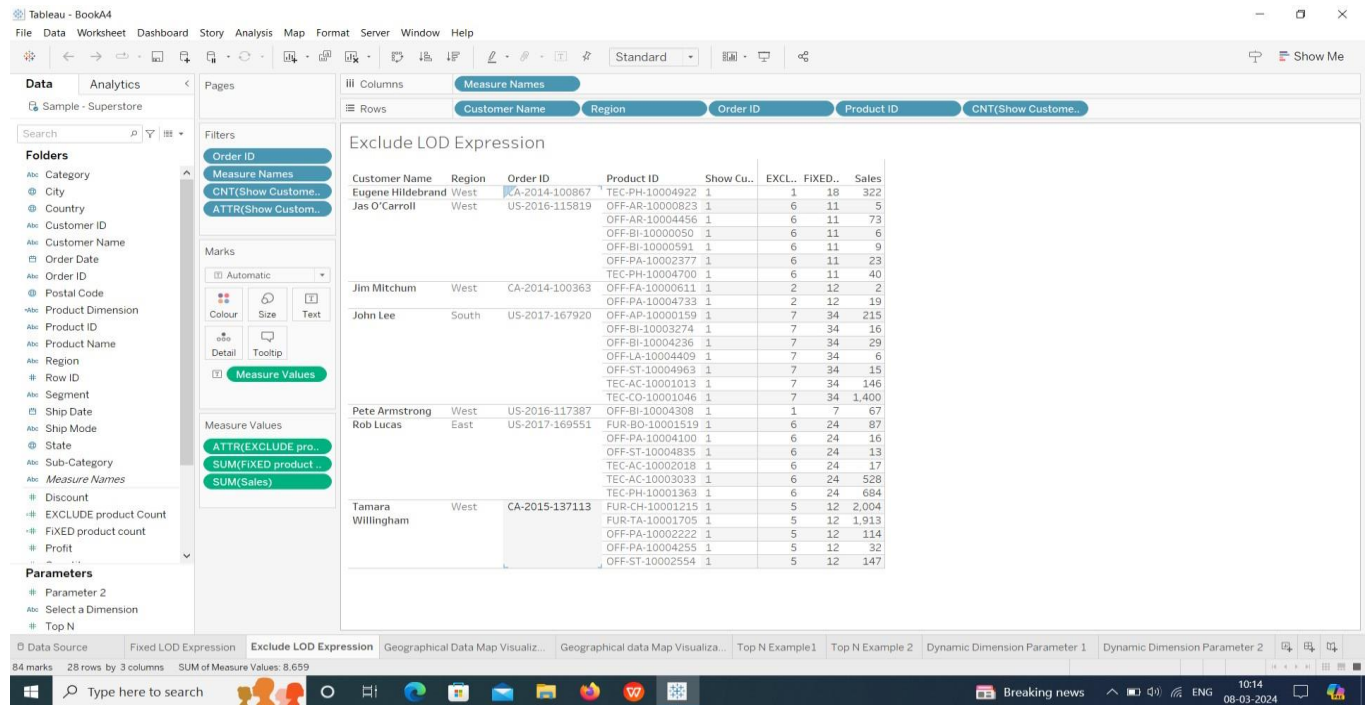 Tableau - BookA4
File Data Worksheet Dashboard Story Analysis Map Format Server Window Help
Standard Show Me
Data Analytics
Sample - Superstore
Search
Folders
Abc Category
City
Country
Abc Customer ID
Abc Customer Name
Order Date
Abc Order ID
Postal Code
Abc Product Dimension
Abc Product ID
Abc Product Name
Abc Region
# Row ID
Abc Segment
Ship Date
Abc Ship Mode
State
Abc Sub-Category
Abc Measure Names
# Discount
# EXCLUDE product Count
# FiXED product count
# Profit
Parameters
# Parameter 2
Abc Select a Dimension
# Top N
Pages
Filters
Order ID
Measure Names
CNT(Show Custome..
ATTR(Show Custom..
Marks
Automatic
Colour Size Text
Detail Tooltip
Measure Values
Measure Values
ATTR(EXCLUDE pro..
SUM(FiXED product ..
SUM(Sales)
Columns Measure Names
Rows Customer Name Region Order ID Product ID CNT(Show Custome..
Exclude LOD Expression
Customer Name Region Order ID Product ID Show Cu.. EXCL.. FiXED.. Sales
Eugene Hildebrand West CA-2014-100867 TEC-PH-10004922 1 1 18 322
Jas O'Carroll West US-2016-115819 OFF-AR-10000823 1 6 11 5
OFF-AR-10004456 1 6 11 73
OFF-BI-10000050 1 6 11 6
OFF-BI-10000591 1 6 11 9
OFF-PA-10002377 1 6 11 23
TEC-PH-10004700 1 6 11 40
Jim Mitchum West CA-2014-100363 OFF-FA-10000611 1 2 12 2
OFF-PA-10004733 1 2 12 19
John Lee South US-2017-167920 OFF-AP-10000159 1 7 34 215
OFF-BI-10003274 1 7 34 16
OFF-BI-10004236 1 7 34 29
OFF-LA-10004409 1 7 34 6
OFF-ST-10004963 1 7 34 15
TEC-AC-10001013 1 7 34 146
TEC-CO-10001046 1 7 34 1,400
Pete Armstrong West US-2016-117387 OFF-BI-10004308 1 1 7 67
Rob Lucas East US-2017-169551 FUR-BO-10001519 1 6 24 87
OFF-PA-10004100 1 6 24 16
OFF-ST-10004835 1 6 24 13
TEC-AC-10002018 1 6 24 17
TEC-AC-10003033 1 6 24 528
TEC-PH-10001363 1 6 24 684
Tamara West CA-2015-137113 FUR-CH-10001215 1 5 12 2,004
Willingham FUR-TA-10001705 1 5 12 1,913
OFF-PA-10002222 1 5 12 114
OFF-PA-10004255 1 5 12 32
OFF-ST-10002554 1 5 12 147
Data Source Fixed LOD Expression Exclude LOD Expression Geographical Data Map Visualiz... Geographical data Map Visualiza... Top N Example1 Top N Example 2 Dynamic Dimension Parameter 1 Dynamic Dimension Parameter 2
84 marks 28 rows by 3 columns SUM of Measure Values: 8.659
Type here to search Breaking news ENG 10:14
08-03-2024